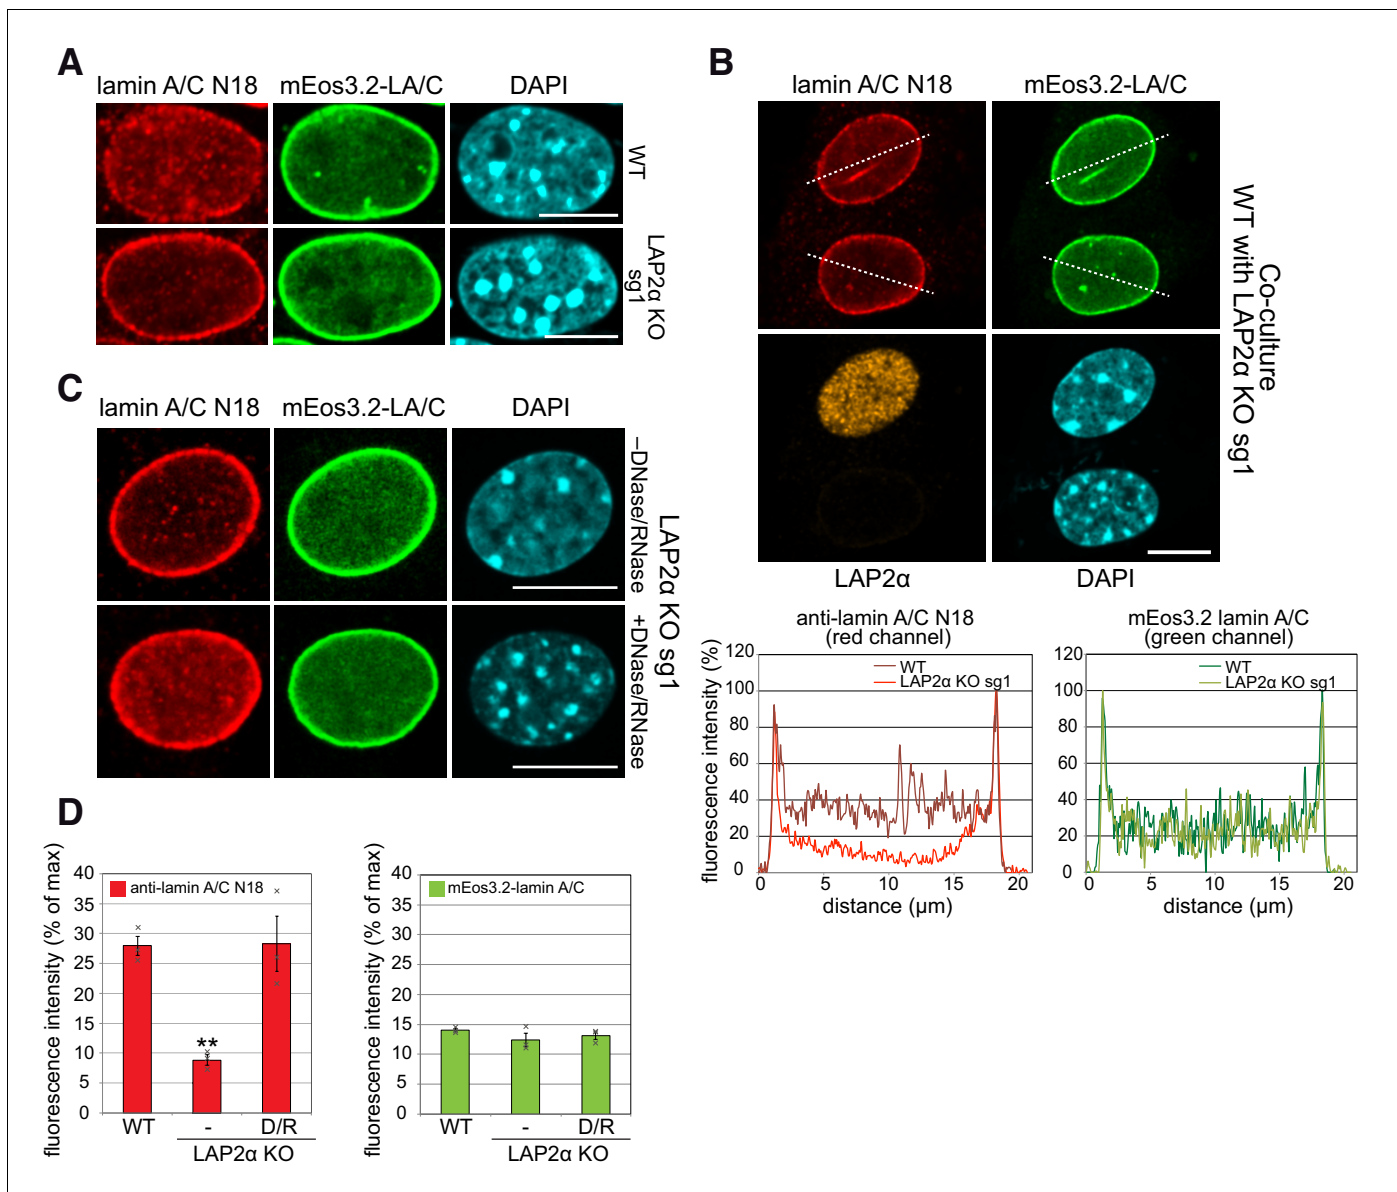 A
lamin A/C N18 mEos3.2-LA/C DAPI
WT
LAP2α KO
sg1
B
lamin A/C N18 mEos3.2-LA/C
Co-culture
WT with LAP2α KO sg1
LAP2α DAPI
anti-lamin A/C N18
(red channel)
fluorescence intensity (%)
120
100
80
60
40
20
0
WT
LAP2α KO sg1
0 5 10 15 20
distance (µm)
mEos3.2 lamin A/C
(green channel)
120
100
80
60
40
20
0
WT
LAP2α KO sg1
0 5 10 15 20
distance (µm)
C
lamin A/C N18 mEos3.2-LA/C DAPI
–DNase/RNase
+DNase/RNase
LAP2α KO sg1
D
fluorescence intensity (% of max)
40
35
30
25
20
15
10
5
0
anti-lamin A/C N18
**
WT - D/R
LAP2α KO
fluorescence intensity (% of max)
40
35
30
25
20
15
10
5
0
mEos3.2-lamin A/C
WT - D/R
LAP2α KO